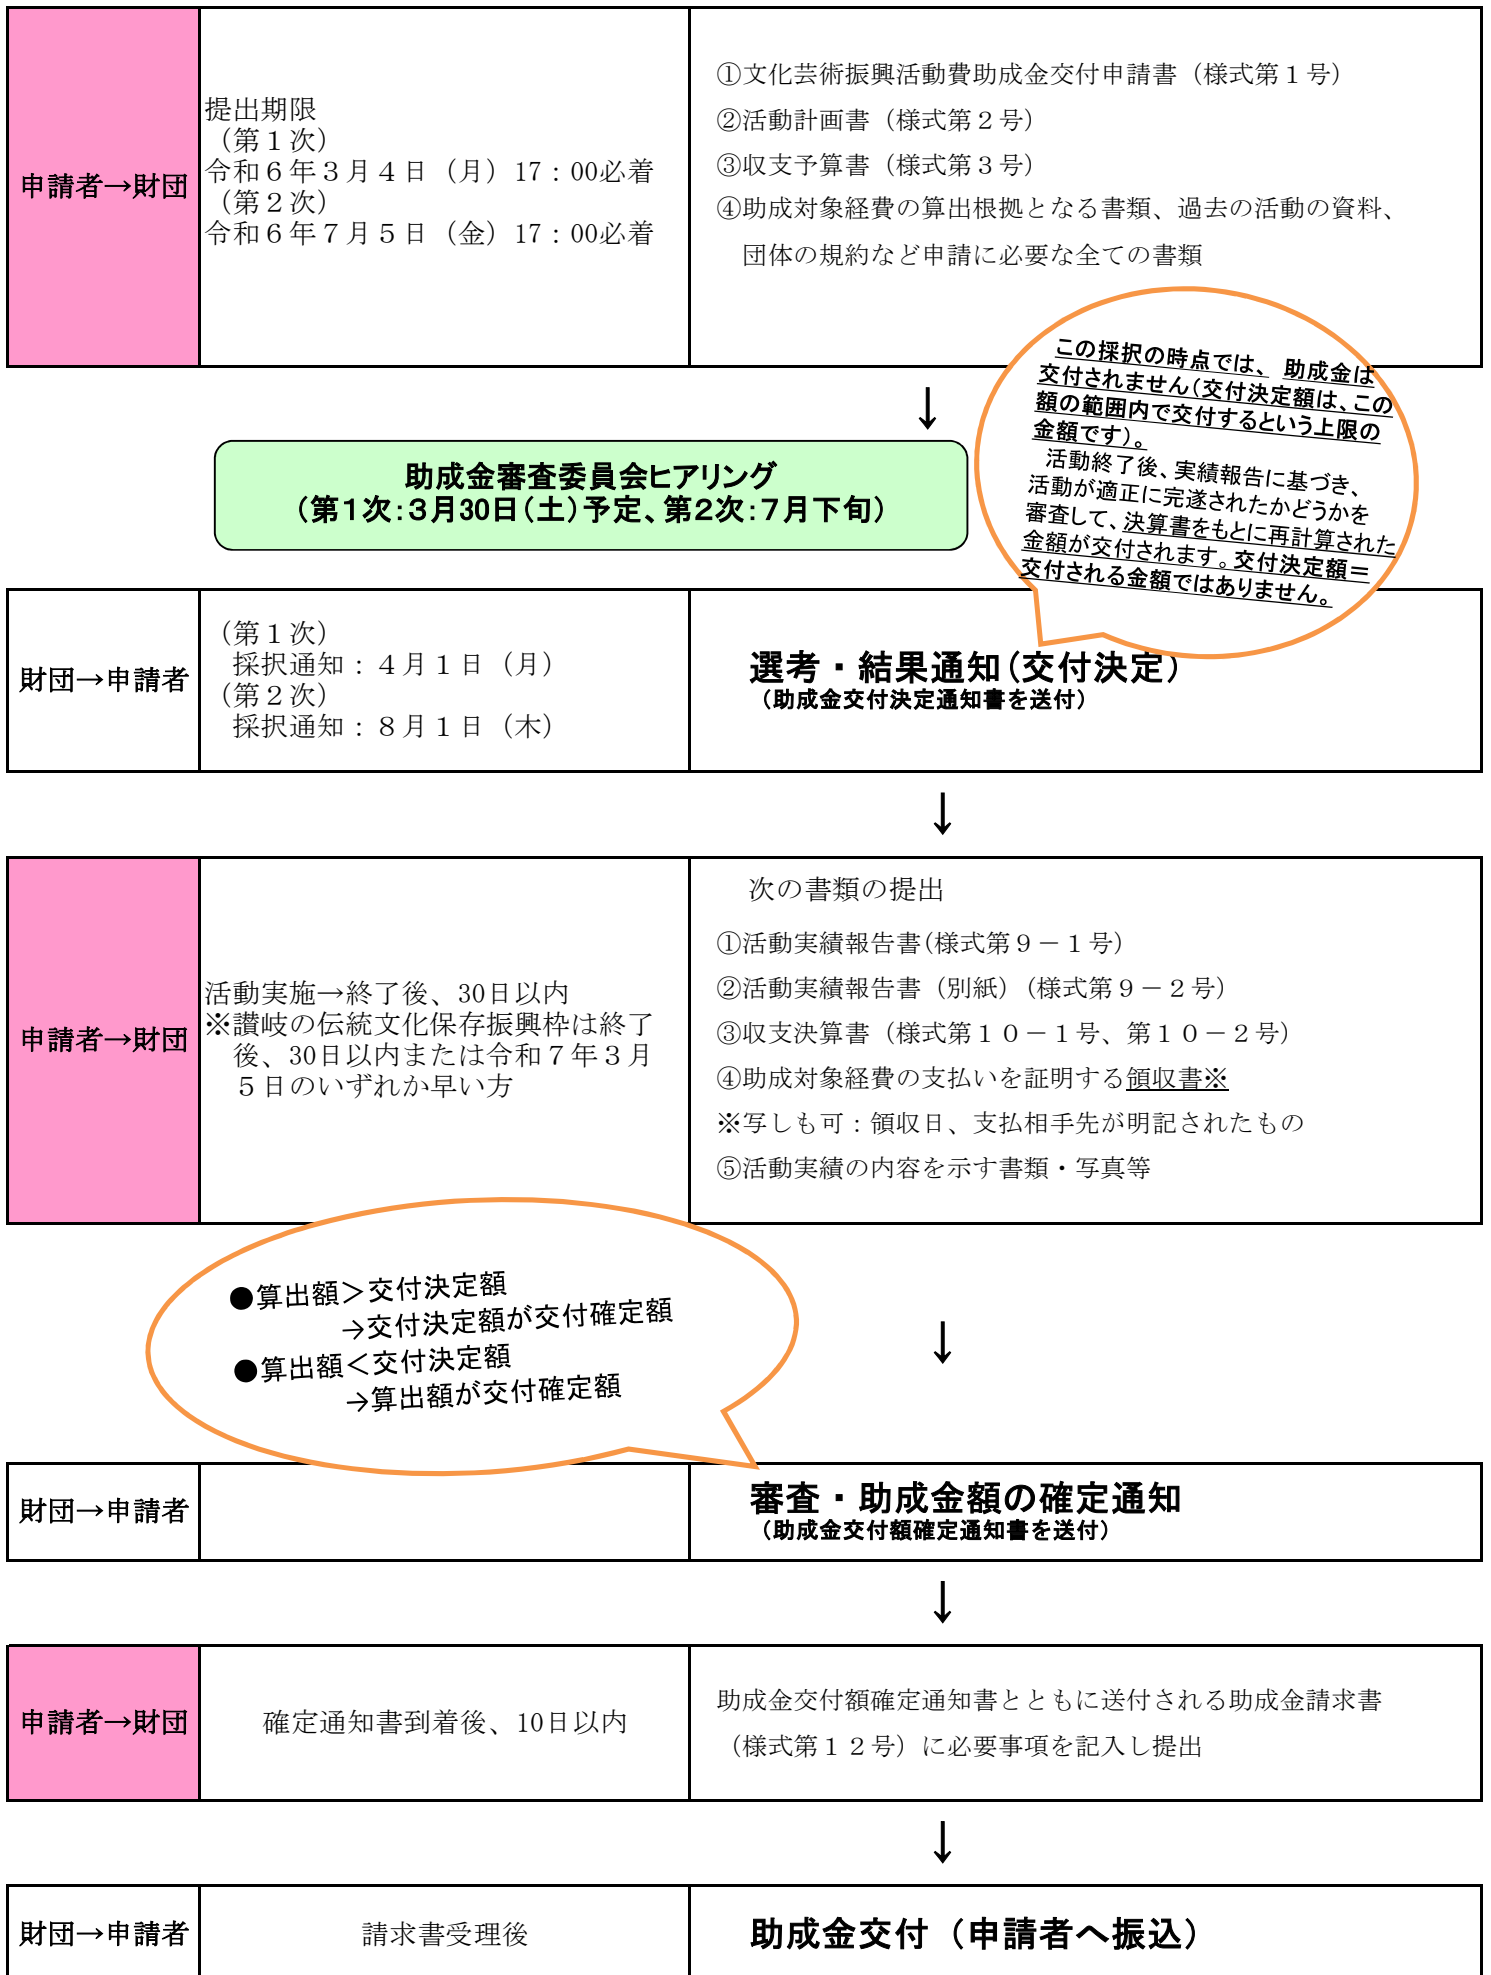 申請者→財団
提出期限
（第１次）
令和６年３月４日（月）17：00必着
（第２次）
令和６年７月５日（金）17：00必着
①文化芸術振興活動費助成金交付申請書（様式第１号）
②活動計画書（様式第２号）
③収支予算書（様式第３号）
④助成対象経費の算出根拠となる書類、過去の活動の資料、
団体の規約など申請に必要な全ての書類
この採択の時点では、 助成金は
交付されません（交付決定額は、この
額の範囲内で交付するという上限の
金額です）。
活動終了後、実績報告に基づき、
活動が適正に完遂されたかどうかを
審査して、決算書をもとに再計算された
金額が交付されます。交付決定額＝
交付される金額ではありません。
↓
助成金審査委員会ヒアリング
（第１次：３月30日（土）予定、第２次：７月下旬）
財団→申請者
（第１次）
採択通知：４月１日（月）
（第２次）
採択通知：８月１日（木）
選考・結果通知（交付決定）
（助成金交付決定通知書を送付）
↓
申請者→財団
活動実施→終了後、30日以内
※讃岐の伝統文化保存振興枠は終了
後、30日以内または令和７年３月
５日のいずれか早い方
次の書類の提出
①活動実績報告書（様式第９－１号）
②活動実績報告書（別紙）（様式第９－２号）
③収支決算書（様式第１０－１号、第１０－２号）
④助成対象経費の支払いを証明する領収書※
※写しも可：領収日、支払相手先が明記されたもの
⑤活動実績の内容を示す書類・写真等
●算出額＞交付決定額
→交付決定額が交付確定額
●算出額＜交付決定額
→算出額が交付確定額
↓
財団→申請者
審査・助成金額の確定通知
（助成金交付額確定通知書を送付）
↓
申請者→財団
確定通知書到着後、10日以内
助成金交付額確定通知書とともに送付される助成金請求書
（様式第１２号）に必要事項を記入し提出
↓
財団→申請者
請求書受理後
助成金交付（申請者へ振込）